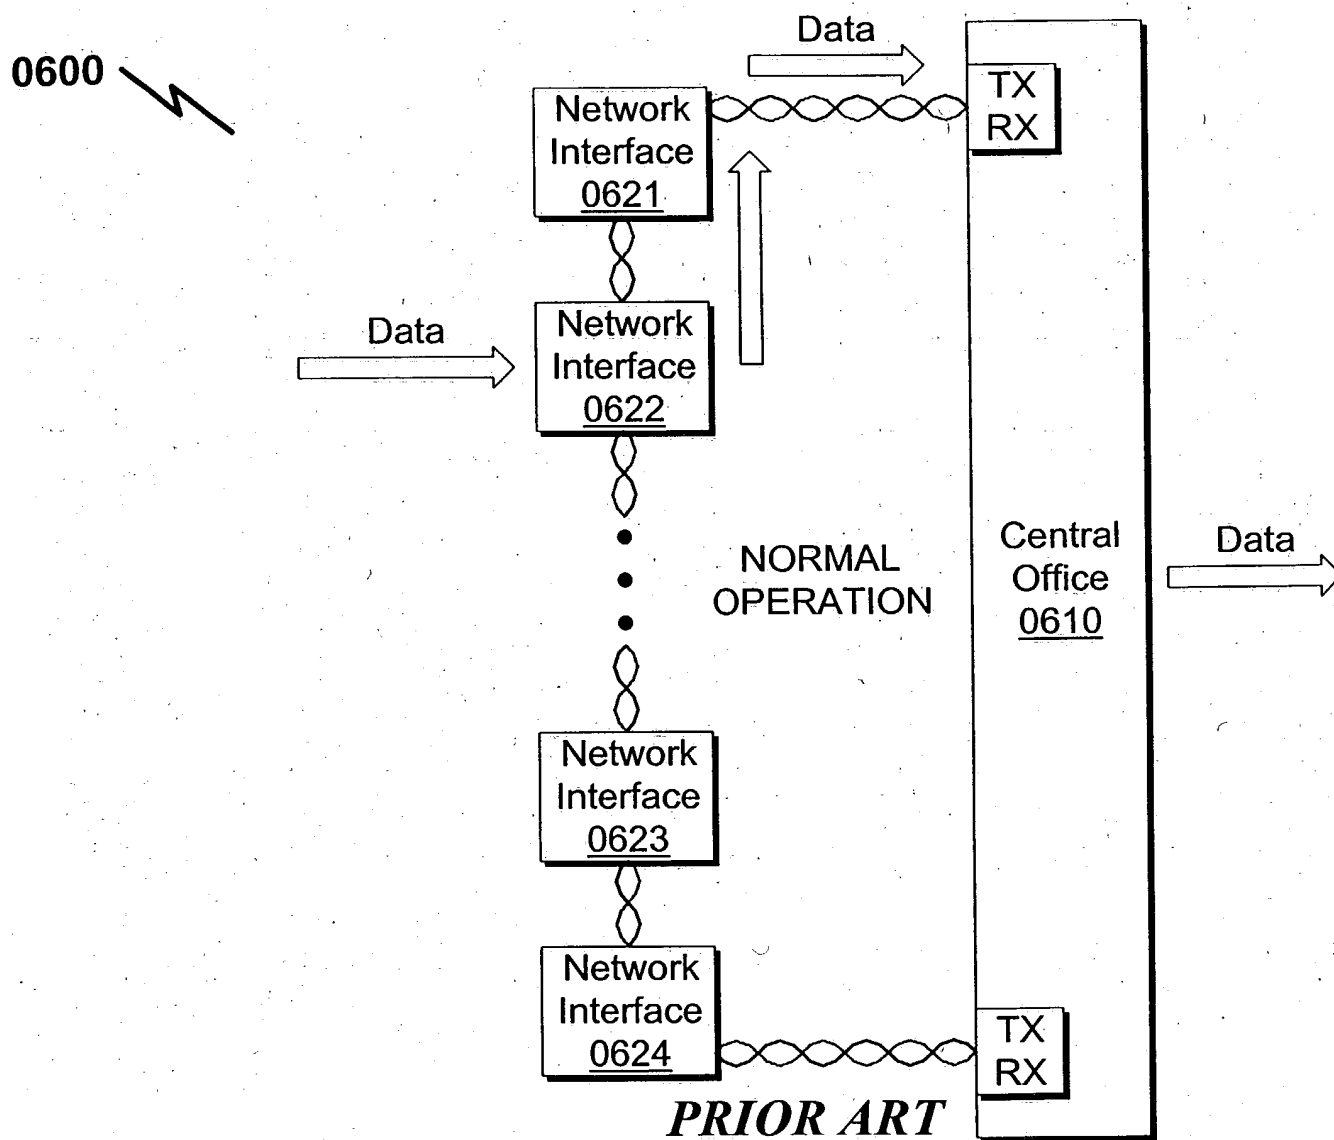 0600
Data
TX
RX
Network
Interface
0621
Data
Network
Interface
0622
NORMAL
OPERATION
Central
Office
0610
Data
Network
Interface
0623
Network
Interface
0624
TX
RX
PRIOR ART